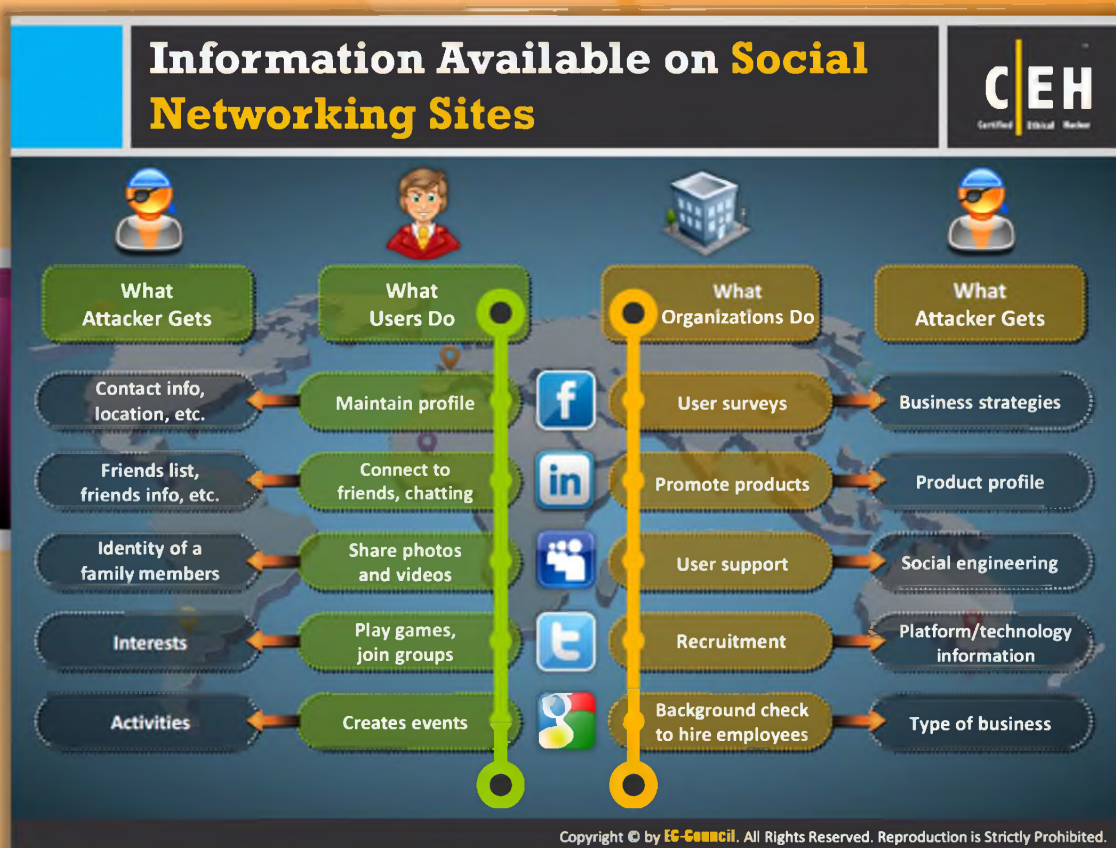 Information Available on Social
Networking Sites
C EH
Certified Ethical Hacker
What
Attacker Gets
What
Users Do
What
Organizations Do
What
Attacker Gets
Contact info,
location, etc.
Maintain profile
f
User surveys
Business strategies
Friends list,
friends info, etc.
Connect to
friends, chatting
in
Promote products
Product profile
Identity of a
family members
Share photos
and videos
User support
Social engineering
Interests
Play games,
join groups
t
Recruitment
Platform/technology
information
Activities
Creates events
g
Background check
to hire employees
Type of business
Copyright © by EC-Council. All Rights Reserved. Reproduction is Strictly Prohibited.